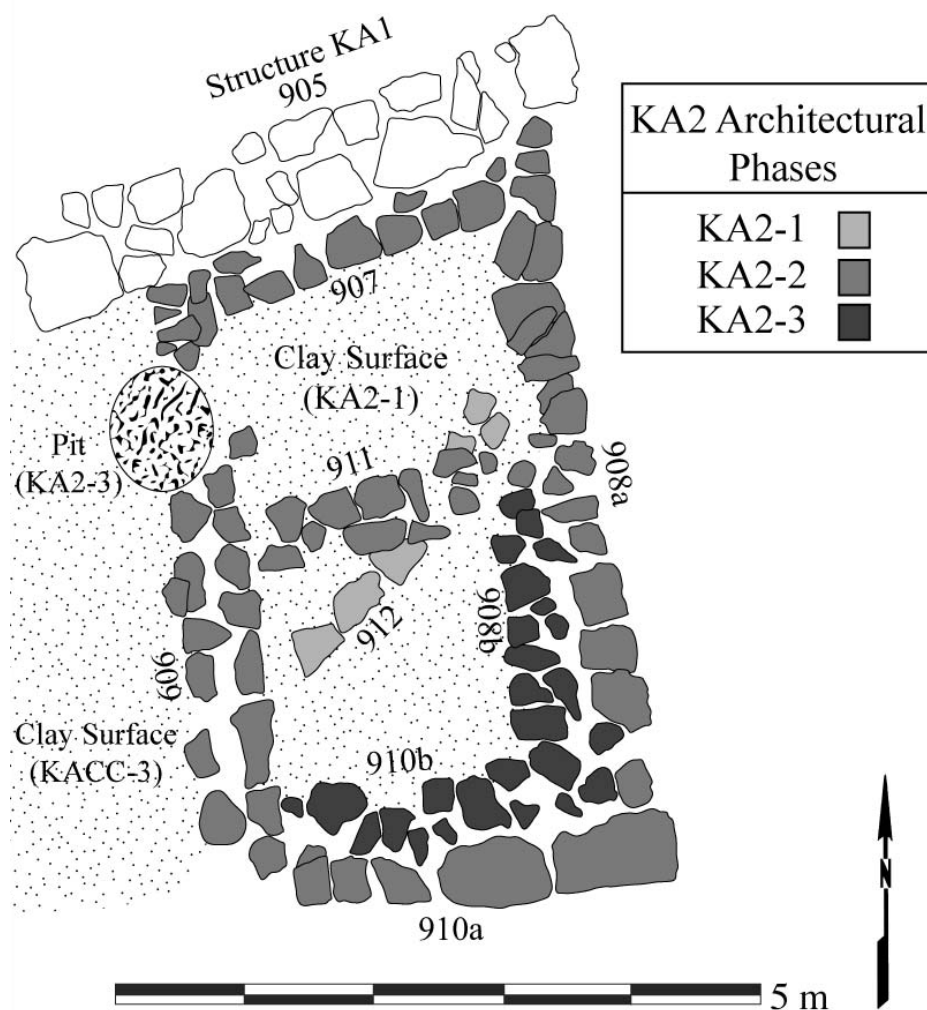 Structure KA1
905
KA2 Architectural
Phases
KA2-1
KA2-2
KA2-3
907
Clay Surface
(KA2-1)
Pit
(KA2-3)
911
908a
912
908b
909
Clay Surface
(KACC-3)
910b
910a
N
5 m